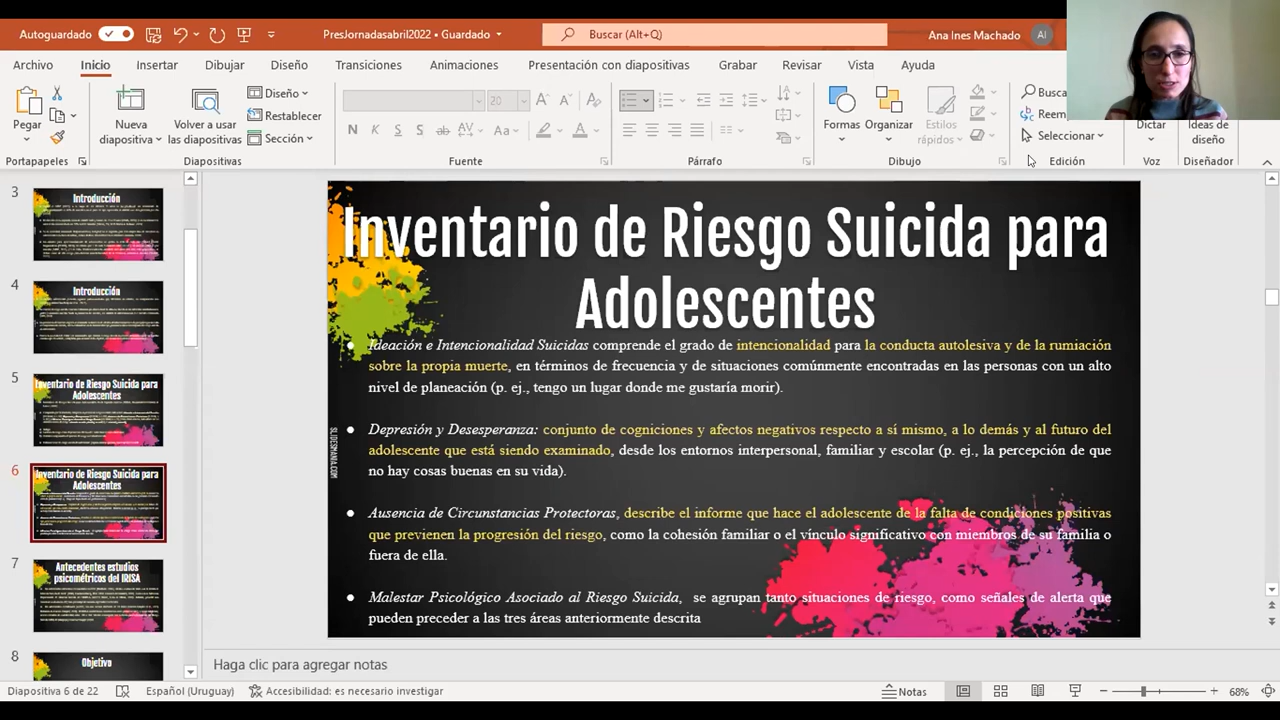 Autoguardado
PresJornadasabril2022 • Guardado
Buscar (Alt+Q)
Ana Ines Machado
AI
Archivo
Inicio
Insertar
Dibujar
Diseño
Transiciones
Animaciones
Presentación con diapositivas
Grabar
Revisar
Vista
Ayuda
Pegar
Nueva diapositiva
Volver a usar las diapositivas
Diseño
Restablecer
Sección
20
Formas
Organizar
Estilos rápidos
Busca
Reem
Seleccionar
Dictar
Ideas de diseño
Portapapeles
Diapositivas
Fuente
Párrafo
Dibujo
Edición
Voz
Diseñador
3
Introducción
4
Introducción
5
Inventario de Riesgo Suicida para
Adolescentes
6
Inventario de Riesgo Suicida para
Adolescentes
7
Antecedentes estudios
psicométricos del IRISA
8
Objetivo
Inventario de Riesgo Suicida para
Adolescentes
Ideación e Intencionalidad Suicidas comprende el grado de intencionalidad para la conducta autolesiva y de la rumiación
sobre la propia muerte, en términos de frecuencia y de situaciones comúnmente encontradas en las personas con un alto
nivel de planeación (p. ej., tengo un lugar donde me gustaría morir).
Depresión y Desesperanza conjunto de cogniciones y afectos negativos respecto a sí mismo, a lo demás y al futuro del
adolescente que está siendo examinado, desde los entornos interpersonal, familiar y escolar (p. ej., la percepción de que
no hay cosas buenas en su vida).
Ausencia de Circunstancias Protectoras, describe el informe que hace el adolescente de la falta de condiciones positivas
que previenen la progresión del riesgo, como la cohesión familiar o el vínculo significativo con miembros de su familia o
fuera de ella.
Malestar Psicológico Asociado al Riesgo Suicida, se agrupan tanto situaciones de riesgo, como señales de alerta que
pueden preceder a las tres áreas anteriormente descrita
SLIDESMANIA.COM
Haga clic para agregar notas
Diapositiva 6 de 22
Español (Uruguay)
Accesibilidad: es necesario investigar
Notas
68%